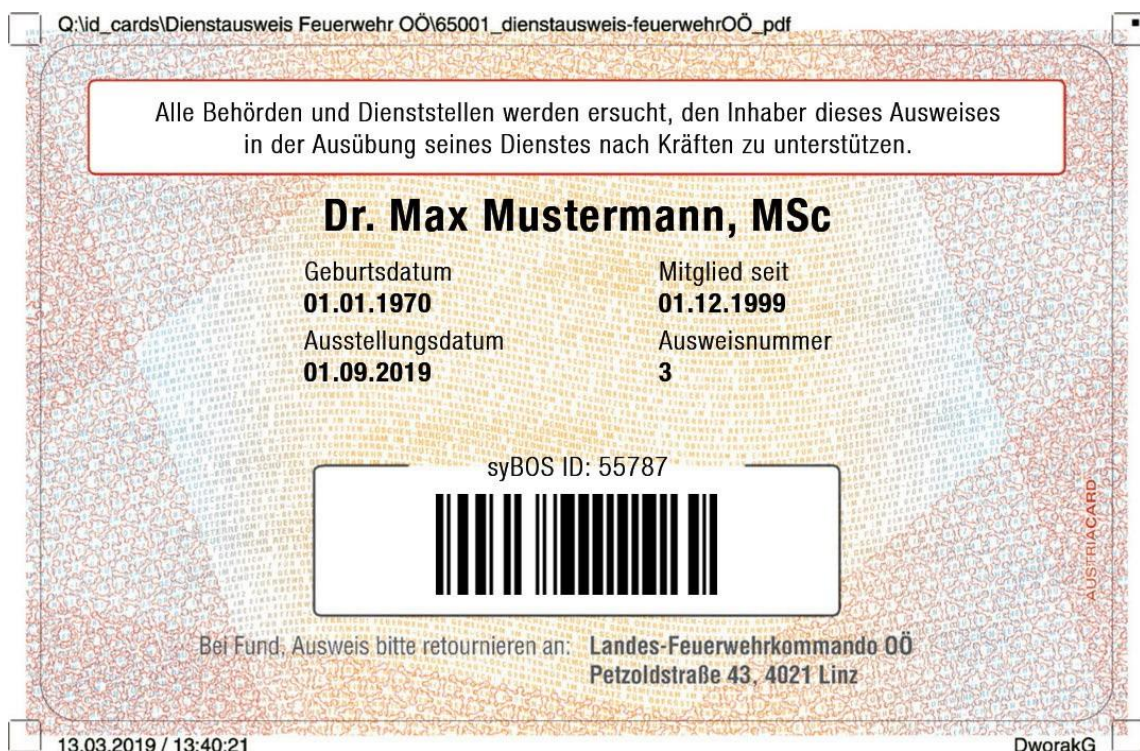 Q:\id_cards\Dienstausweis Feuerwehr OÖ\65001_dienstausweis-feuerwehrOÖ_pdf
Alle Behörden und Dienststellen werden ersucht, den Inhaber dieses Ausweises
in der Ausübung seines Dienstes nach Kräften zu unterstützen.
Dr. Max Mustermann, MSc
Geburtsdatum
01.01.1970
Mitglied seit
01.12.1999
Ausstellungsdatum
01.09.2019
Ausweisnummer
3
syBOS ID: 55787
AUSTRIACARD
Bei Fund, Ausweis bitte retournieren an: Landes-Feuerwehrkommando OÖ
Petzoldstraße 43, 4021 Linz
13.03.2019 / 13:40:21
DworakG